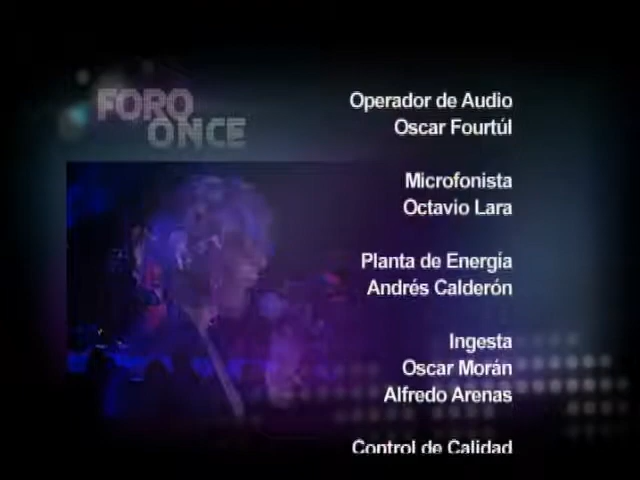 FORO
ONCE
Operador de Audio
Oscar Fourtúl
Microfonista
Octavio Lara
Planta de Energía
Andrés Calderón
Ingesta
Oscar Morán
Alfredo Arenas
Control de Calidad